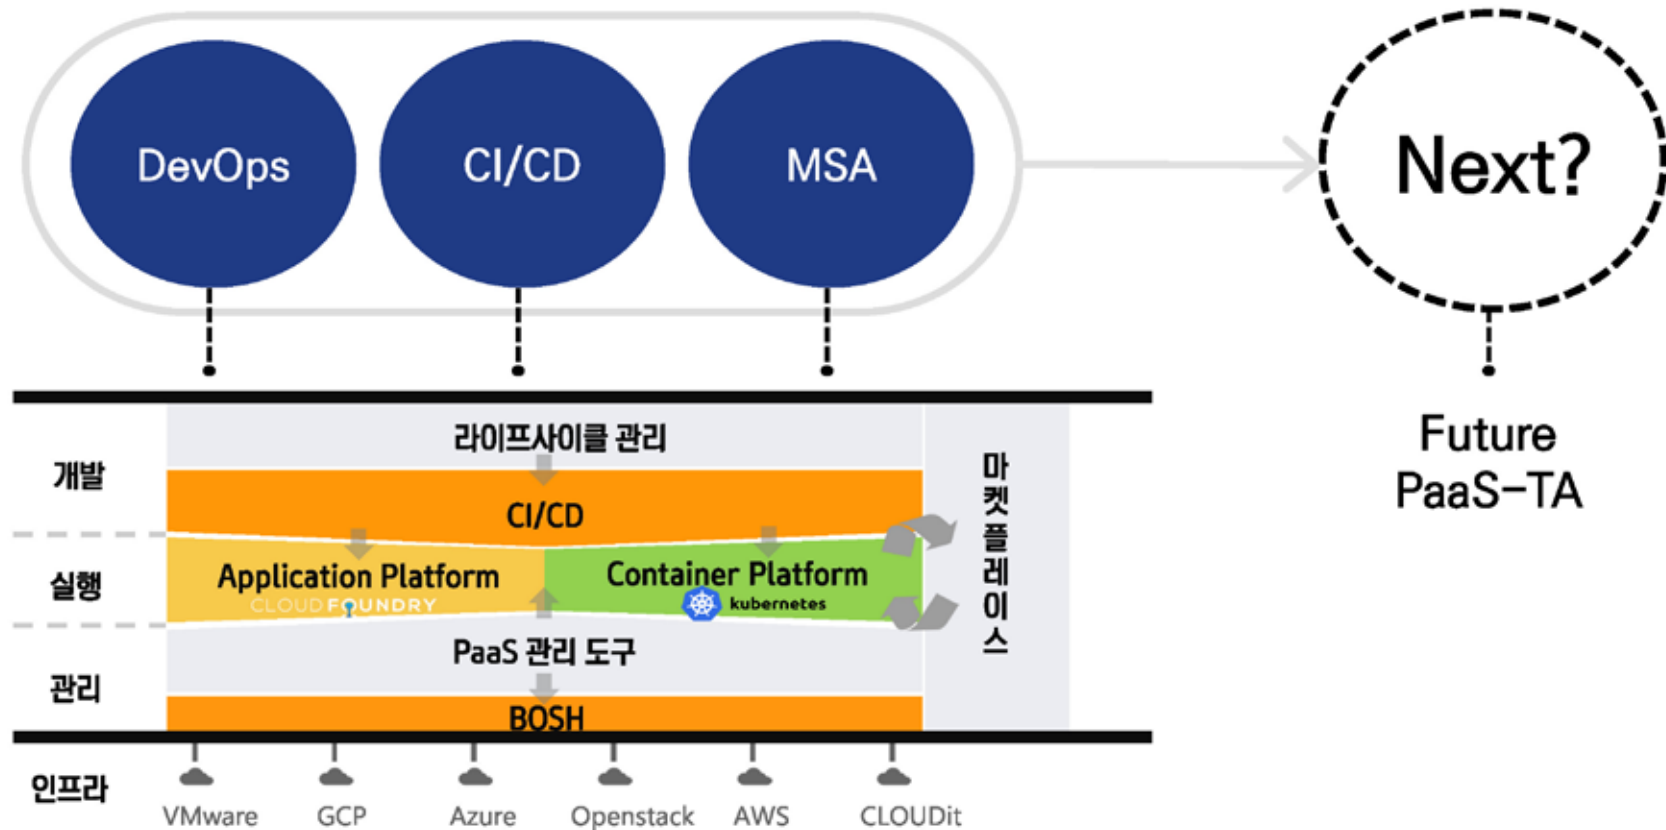 DevOps
CI/CD
MSA
Next?
Future
PaaS-TA
개발
실행
관리
인프라
라이프사이클 관리
CI/CD
Application Platform
CLOUDFOUNDRY
Container Platform
kubernetes
PaaS 관리 도구
BOSH
마켓플레이스
VMware
GCP
Azure
Openstack
AWS
CLOUDit